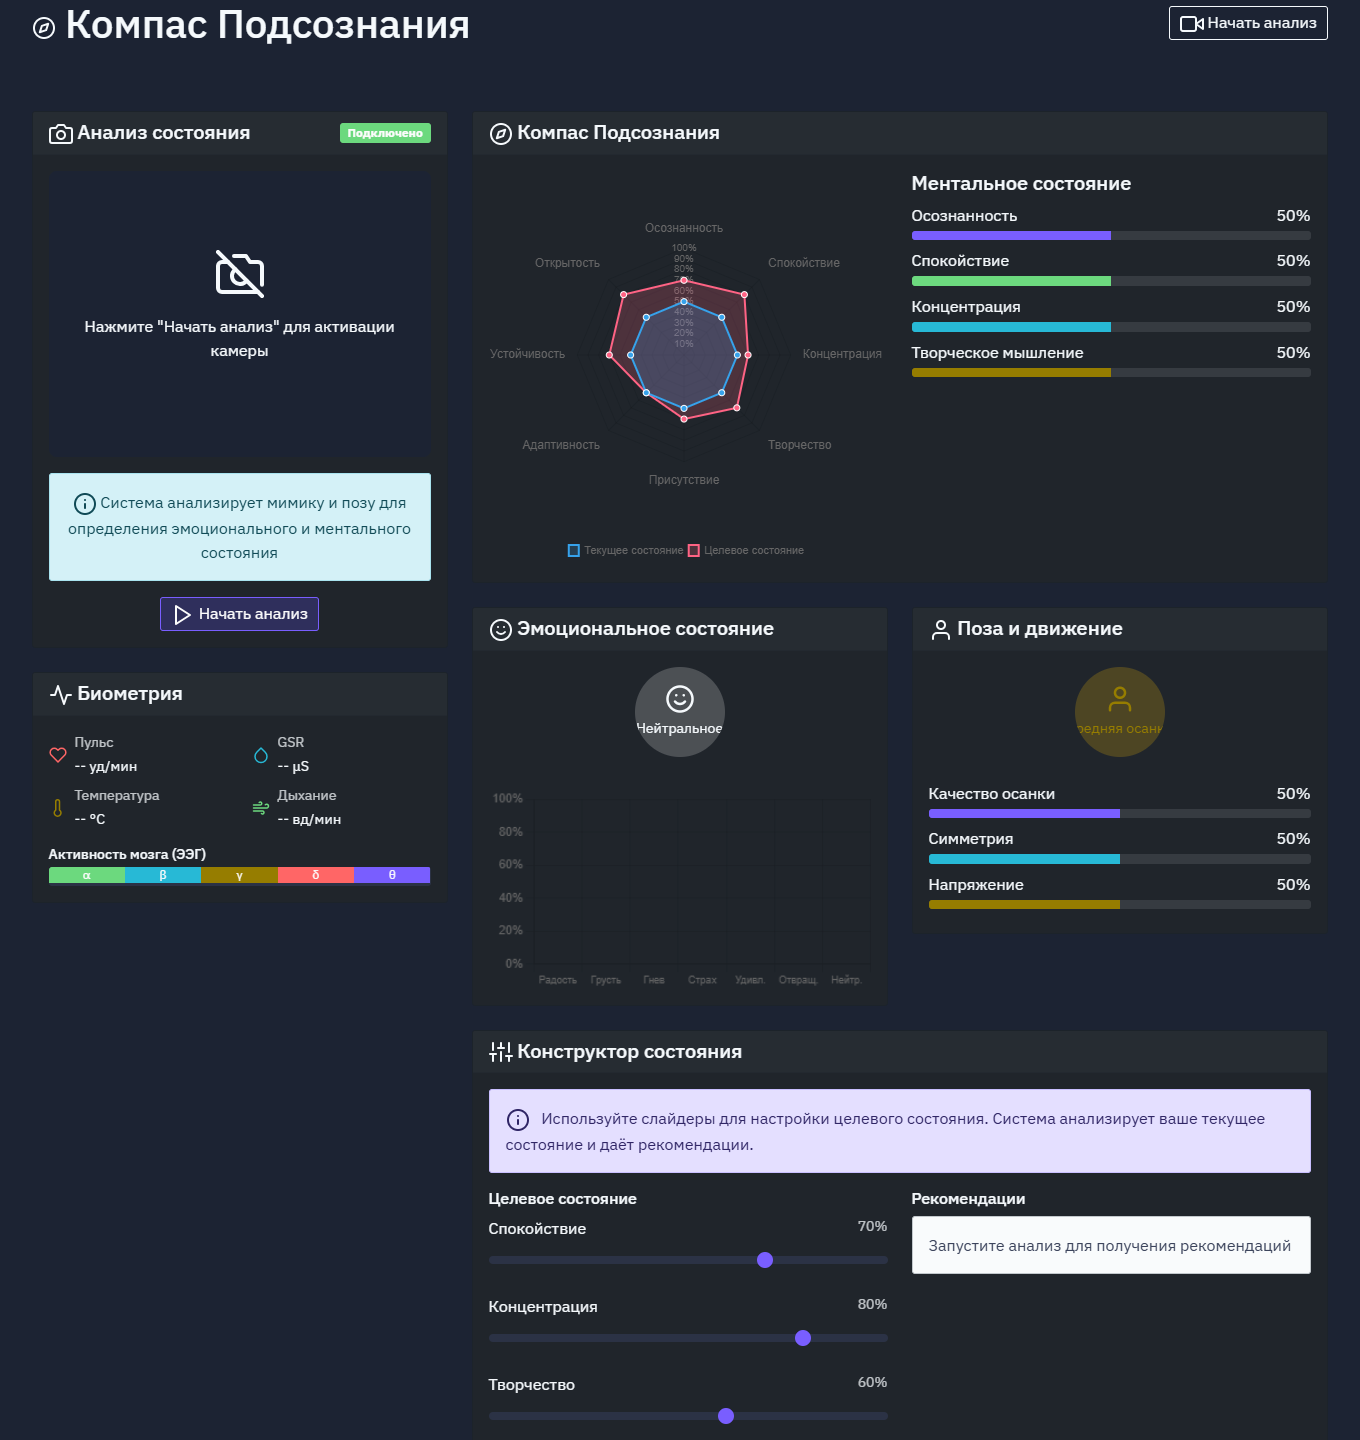 Компас Подсознания
Начать анализ
Анализ состояния
Подключено
Нажмите "Начать анализ" для активации
камеры
Система анализирует мимику и позу для
определения эмоционального и ментального
состояния
Начать анализ
Биометрия
Пульс
-- уд/мин
GSR
-- μS
Температура
-- °C
Дыхание
-- вд/мин
Активность мозга (ЭЭГ)
α β γ δ θ
Компас Подсознания
Осознанность
Спокойствие
Концентрация
Творчество
Присутствие
Адаптивность
Устойчивость
Открытость
100%
90%
80%
60%
40%
30%
20%
10%
Текущее состояние Целевое состояние
Ментальное состояние
Осознанность 50%
Спокойствие 50%
Концентрация 50%
Творческое мышление 50%
Эмоциональное состояние
Нейтральное
100%
80%
60%
40%
20%
0%
Радость Грусть Гнев Страх Удивл. Отвращ. Нейтр.
Поза и движение
редняя осанк
Качество осанки 50%
Симметрия 50%
Напряжение 50%
Конструктор состояния
Используйте слайдеры для настройки целевого состояния. Система анализирует ваше текущее
состояние и даёт рекомендации.
Целевое состояние
Спокойствие 70%
Концентрация 80%
Творчество 60%
Рекомендации
Запустите анализ для получения рекомендаций